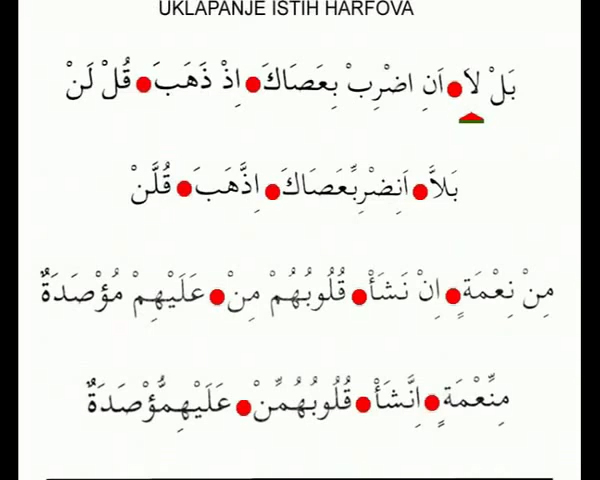 UKLAPANJE ISTIH HARFOVA
بَلْ لاَ ● اَنِ اضْرِبْ بِعَصَاكَ ● اِذْ ذَهَبَ ● قُلْ لَنْ
بَلاَّ ● اَنِضْرِبِّعَصَاكَ ● اِذَّهَبَ ● قُلَّنْ
مِنْ نِعْمَةٍ ● اِنْ نَشَأْ ● قُلُوبُهُمْ مِنْ ● عَلَيْهِمْ مُؤْصَدَةٌ
مِنِّعْمَةٍ ● اِنَّشَأْ ● قُلُوبُهُمِّنْ ● عَلَيْهِمُّؤْصَدَةٌ